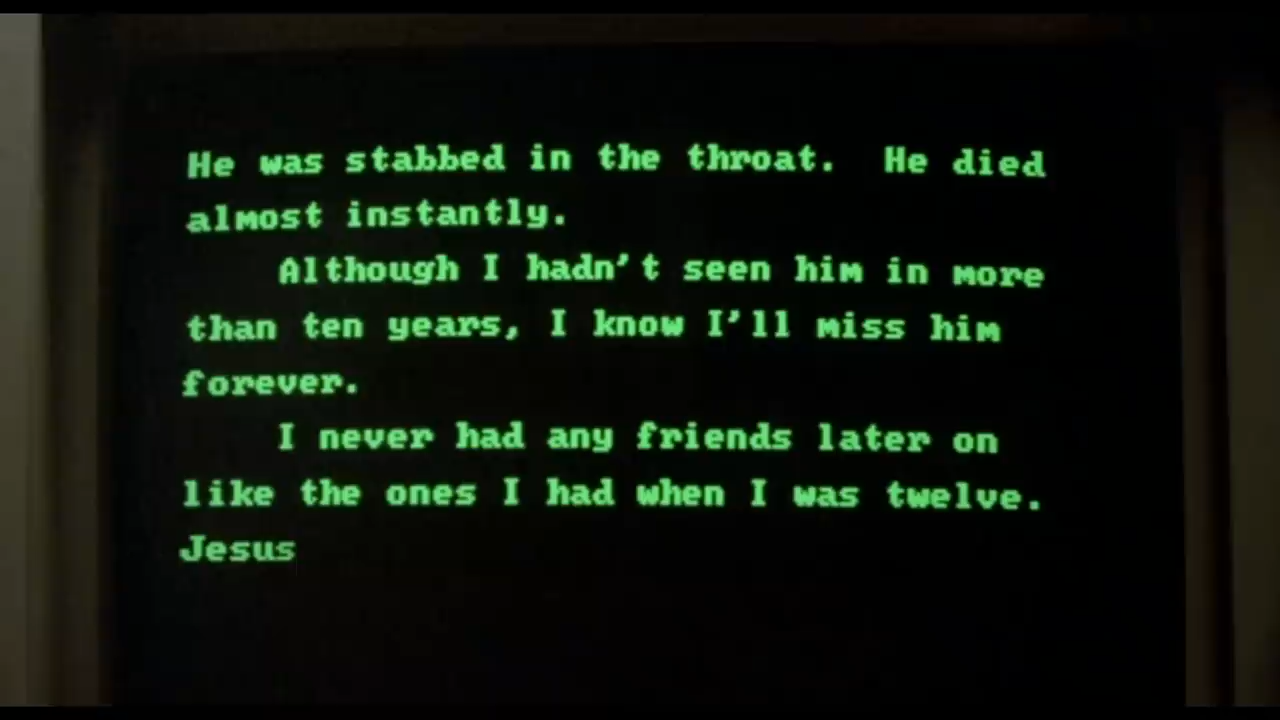 He was stabbed in the throat.  He died
almost instantly.
Although I hadn't seen him in more
than ten years, I know I'll miss him
forever.
I never had any friends later on
like the ones I had when I was twelve.
Jesus